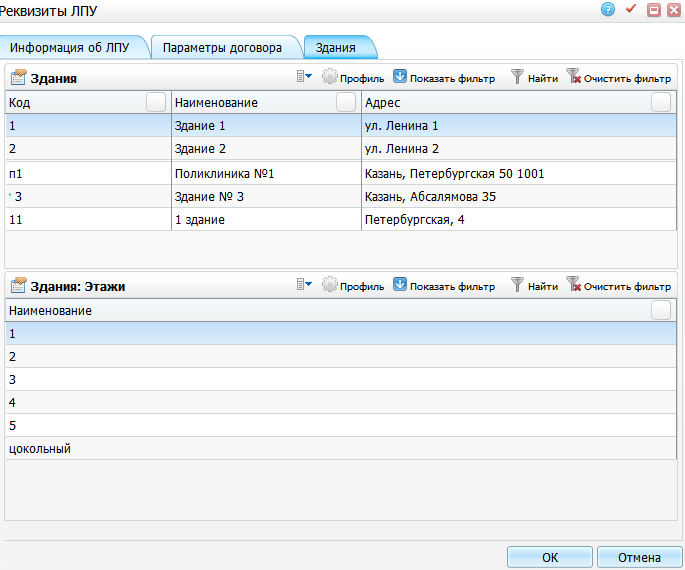 Реквизиты ЛПУ
Информация об ЛПУ Параметры договора Здания
Здания Профиль Показать фильтр Найти Очистить фильтр
Код Наименование Адрес
1 Здание 1 ул. Ленина 1
2 Здание 2 ул. Ленина 2
п1 Поликлиника №1 Казань, Петербургская 50 1001
3 Здание № 3 Казань, Абсалямова 35
11 1 здание Петербургская, 4
Здания: Этажи Профиль Показать фильтр Найти Очистить фильтр
Наименование
1
2
3
4
5
цокольный
ОК Отмена